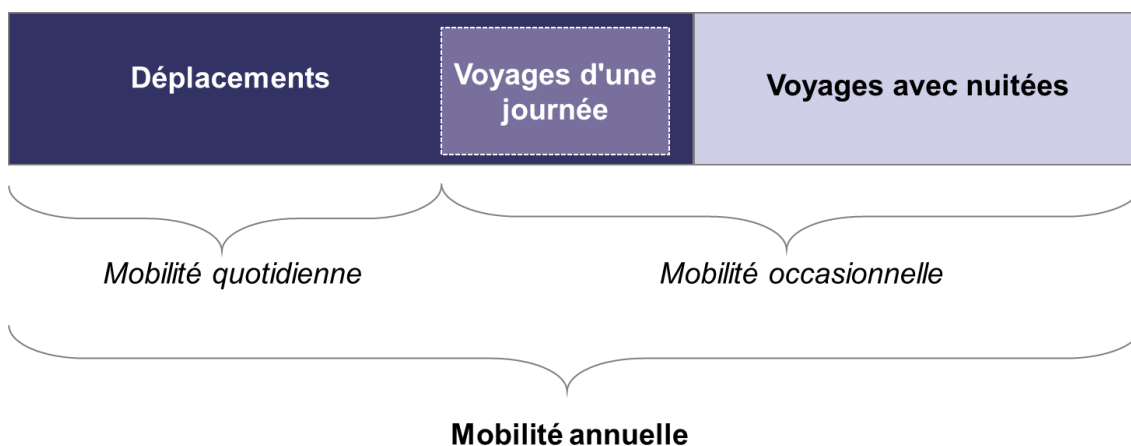 Déplacements
Voyages d'une
journée
Voyages avec nuitées
Mobilité quotidienne
Mobilité occasionnelle
Mobilité annuelle